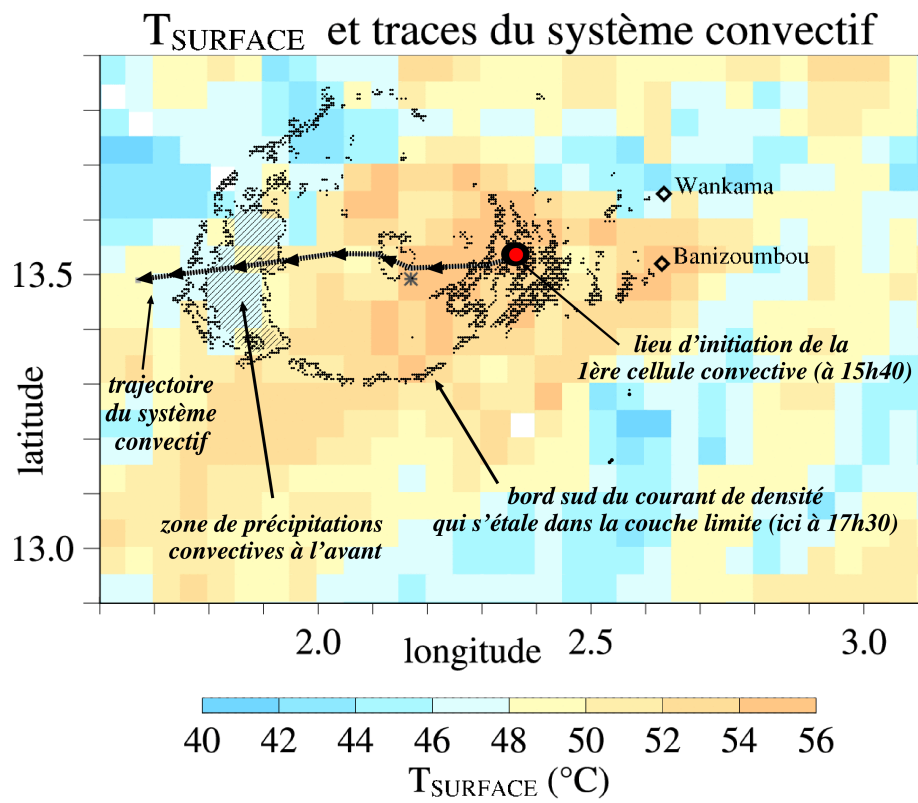 TSURFACE et traces du système convectif
Wankama
Banizoumbou
13.5
lieu d'initiation de la
1ère cellule convective (à 15h40)
trajectoire
du système
convectif
latitude
bord sud du courant de densité
qui s'étale dans la couche limite (ici à 17h30)
zone de précipitations
convectives à l'avant
13.0
2.0 2.5 3.0
longitude
40 42 44 46 48 50 52 54 56
TSURFACE (°C)